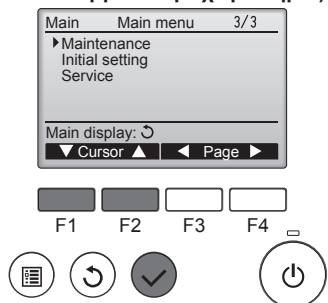 Main Main menu 3/3
▶Maintenance
Initial setting
Service
Main display: ↺
▼ Cursor ▲ ◀ Page ▶
F1 F2 F3 F4